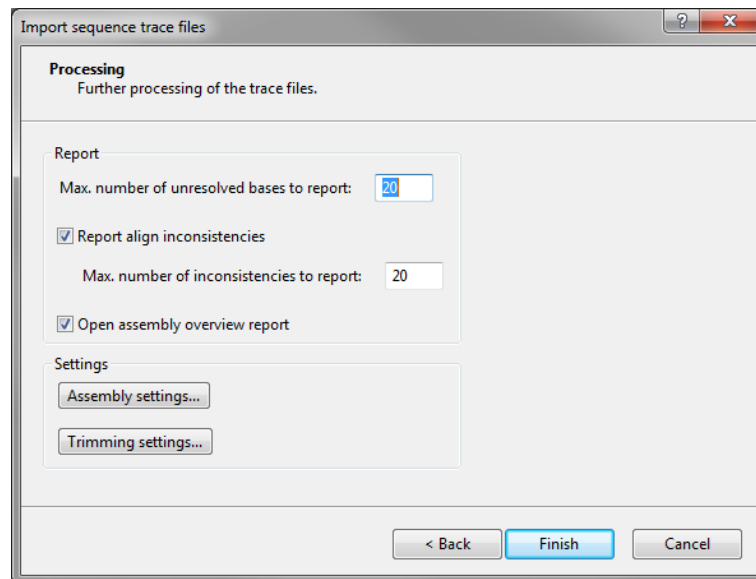 Import sequence trace files
Processing
Further processing of the trace files.
Report
Max. number of unresolved bases to report: 20
Report align inconsistencies
Max. number of inconsistencies to report: 20
Open assembly overview report
Settings
Assembly settings...
Trimming settings...
< Back Finish Cancel